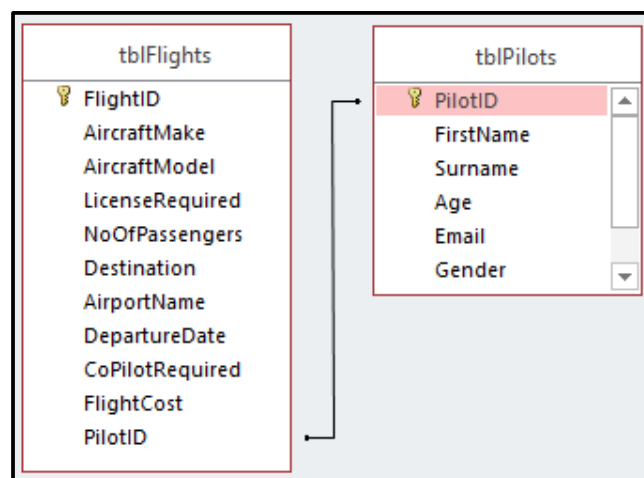 tblFlights
FlightID
AircraftMake
AircraftModel
LicenseRequired
NoOfPassengers
Destination
AirportName
DepartureDate
CoPilotRequired
FlightCost
PilotID
tblPilots
PilotID
FirstName
Surname
Age
Email
Gender